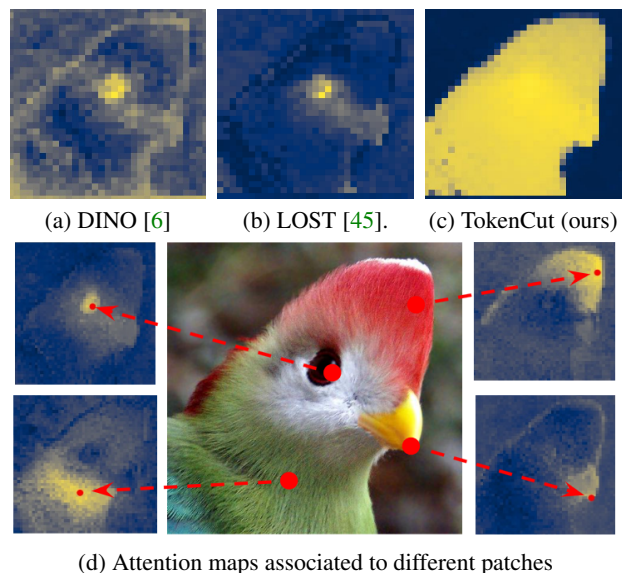 (a) DINO [6]
(b) LOST [45].
(c) TokenCut (ours)
(d) Attention maps associated to different patches